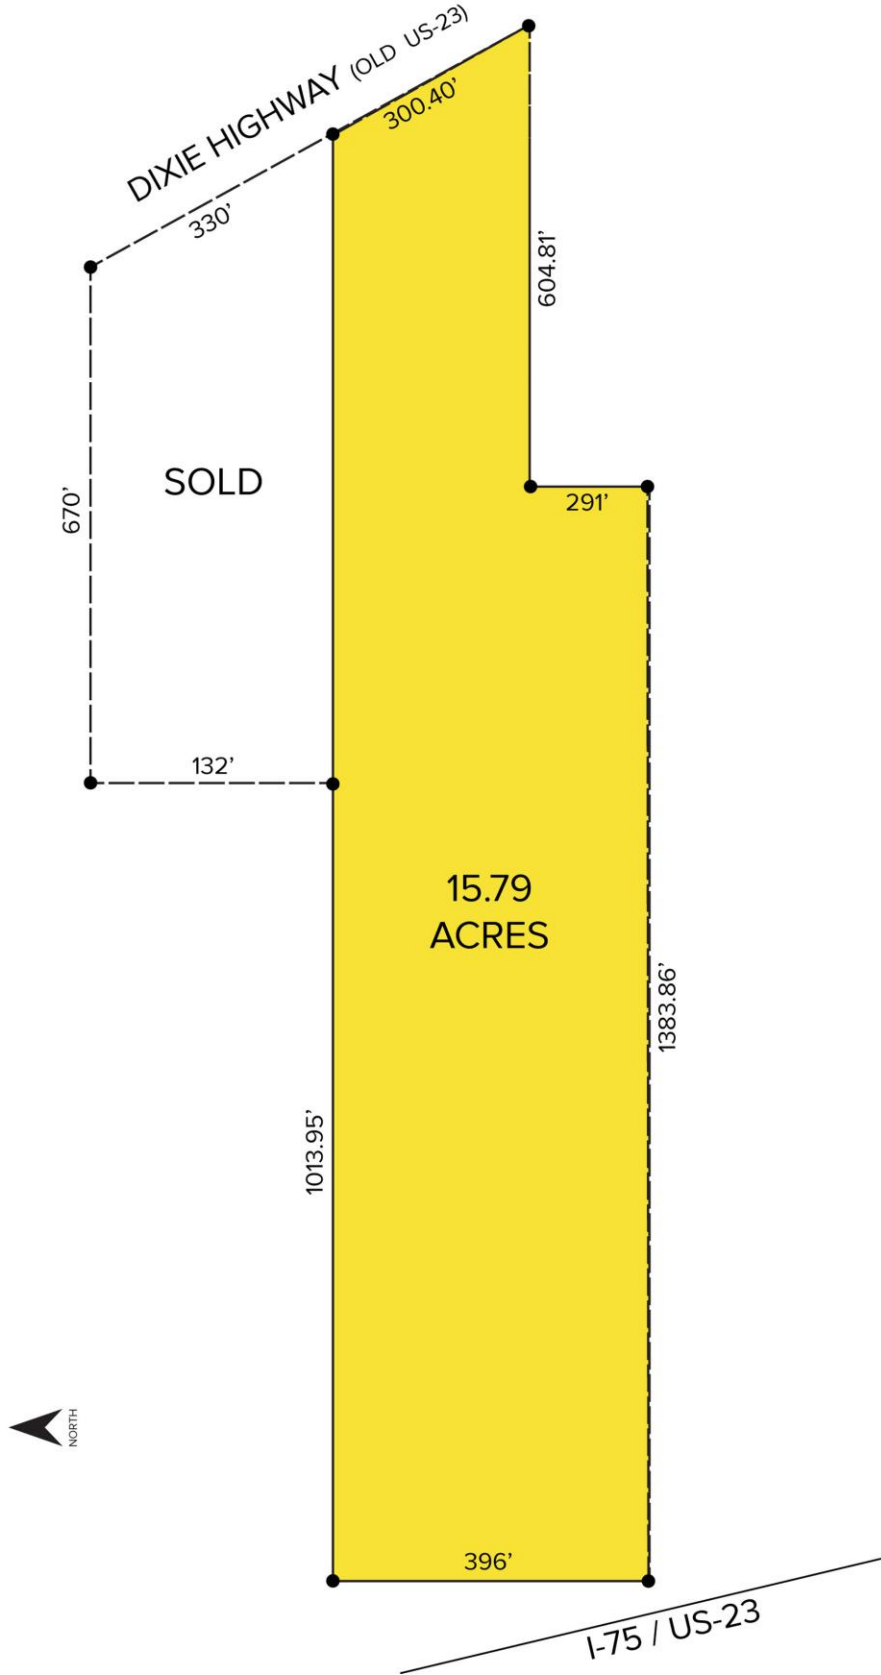 DIXIE HIGHWAY (OLD US-23)
300.40’
330’
604.81’
SOLD
291’
670’
132’
15.79
ACRES
1383.86’
1013.95’
NORTH
396’
I-75 / US-23